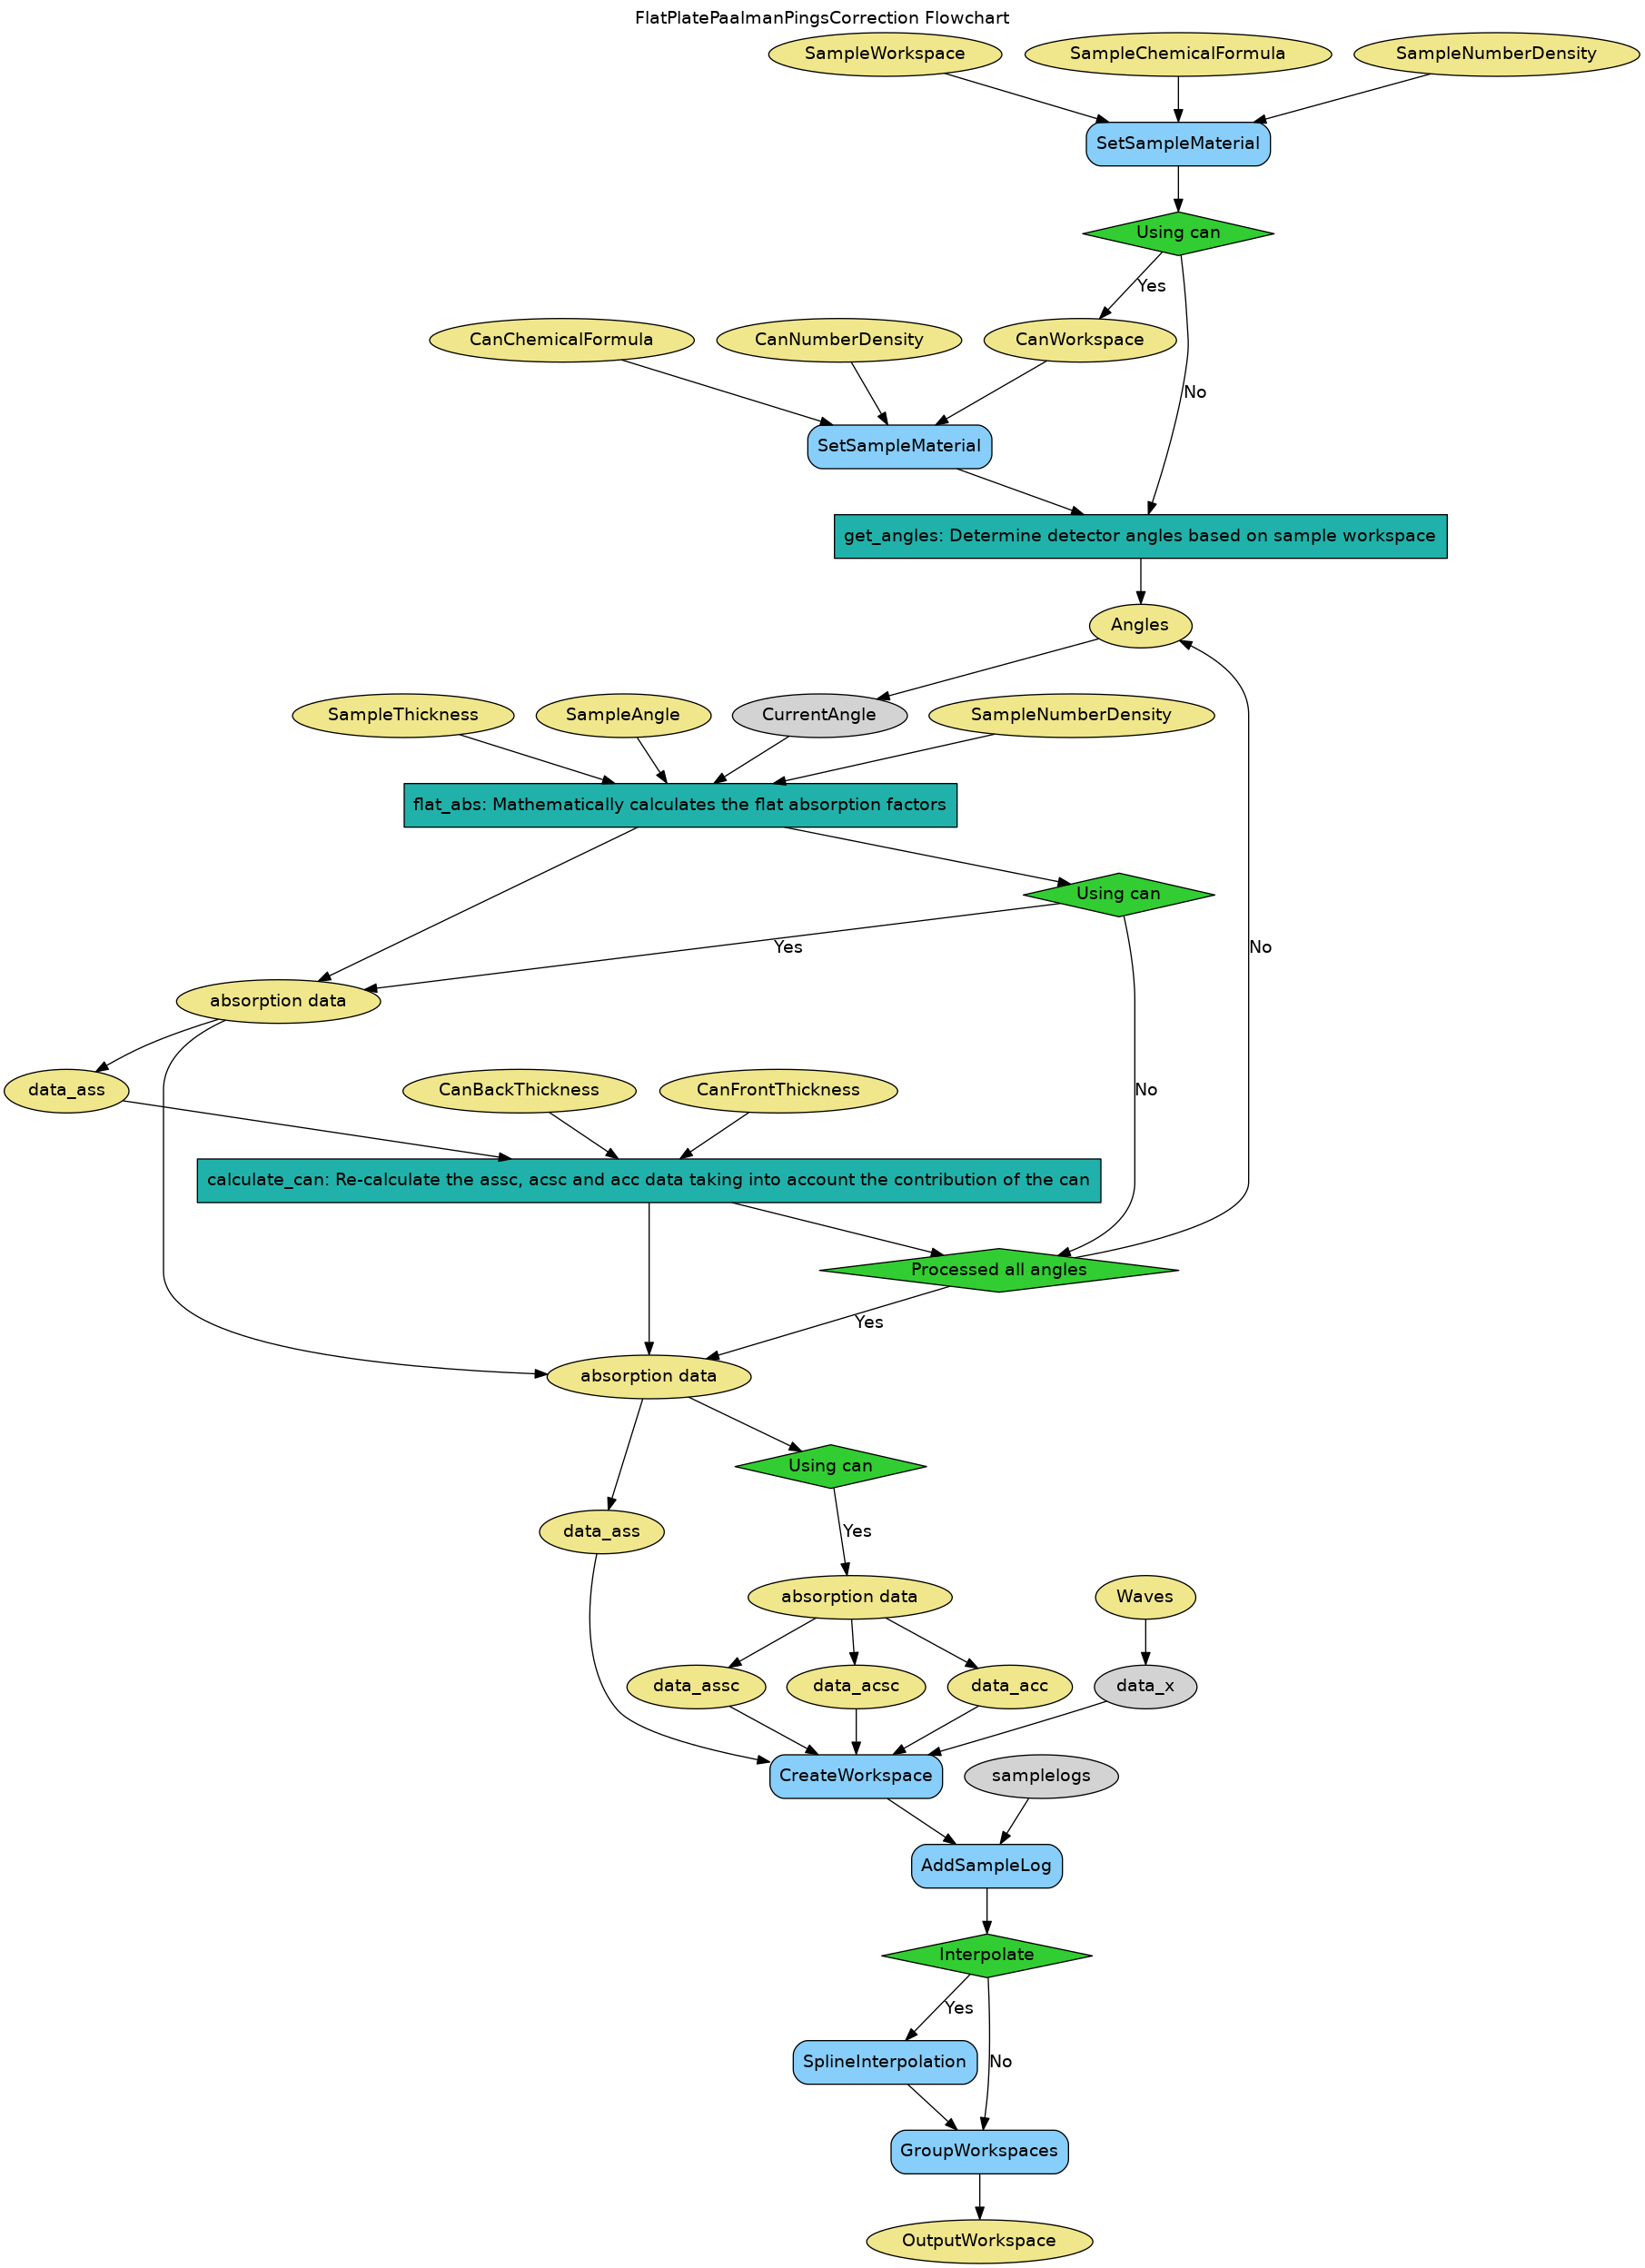 FlatPlatePaalmanPingsCorrection Flowchart
SampleWorkspace
SampleChemicalFormula
SampleNumberDensity
SetSampleMaterial
Using can
Yes
CanChemicalFormula
CanNumberDensity
CanWorkspace
No
SetSampleMaterial
get_angles: Determine detector angles based on sample workspace
Angles
SampleThickness
SampleAngle
CurrentAngle
SampleNumberDensity
flat_abs: Mathematically calculates the flat absorption factors
Using can
Yes
No
absorption data
data_ass
CanBackThickness
CanFrontThickness
No
calculate_can: Re-calculate the assc, acsc and acc data taking into account the contribution of the can
Processed all angles
Yes
absorption data
Using can
data_ass
Yes
absorption data
Waves
data_assc
data_acsc
data_acc
data_x
CreateWorkspace
samplelogs
AddSampleLog
Interpolate
Yes
SplineInterpolation
No
GroupWorkspaces
OutputWorkspace